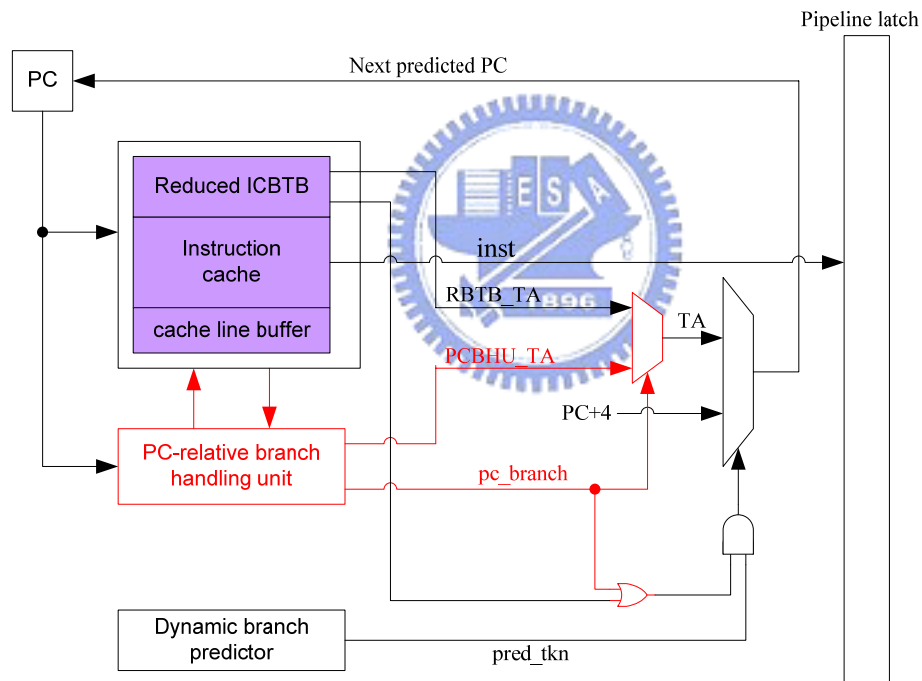 Pipeline latch
PC
Next predicted PC
Reduced ICBTB
Instruction
cache
cache line buffer
inst
RBTB_TA
PCBHU_TA
TA
PC+4
PC-relative branch
handling unit
pc_branch
Dynamic branch
predictor
pred_tkn
E S A
1896